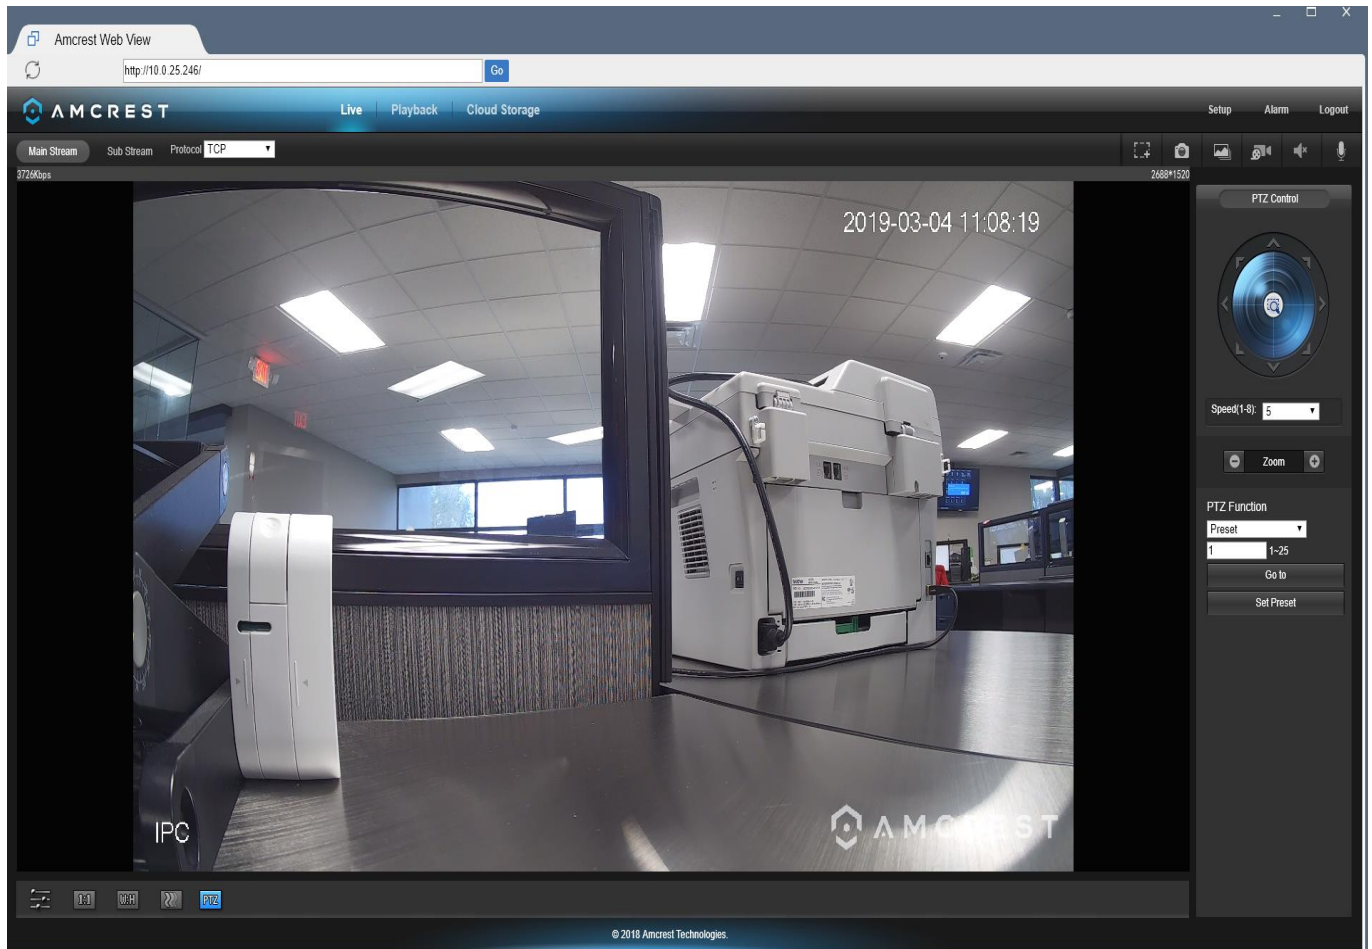 Amcrest Web View
http://10.0.25.246/
Go
AMCREST
Live
Playback
Cloud Storage
Setup
Alarm
Logout
Main Stream
Sub Stream
Protocol
TCP
3726Kbps
2688*1520
2019-03-04 11:08:19
EXIT
IPC
AMCREST
PTZ Control
Speed(1-8):
5
Zoom
PTZ Function
Preset
1
1~25
Go to
Set Preset
1:1
W:H
PTZ
© 2018 Amcrest Technologies.